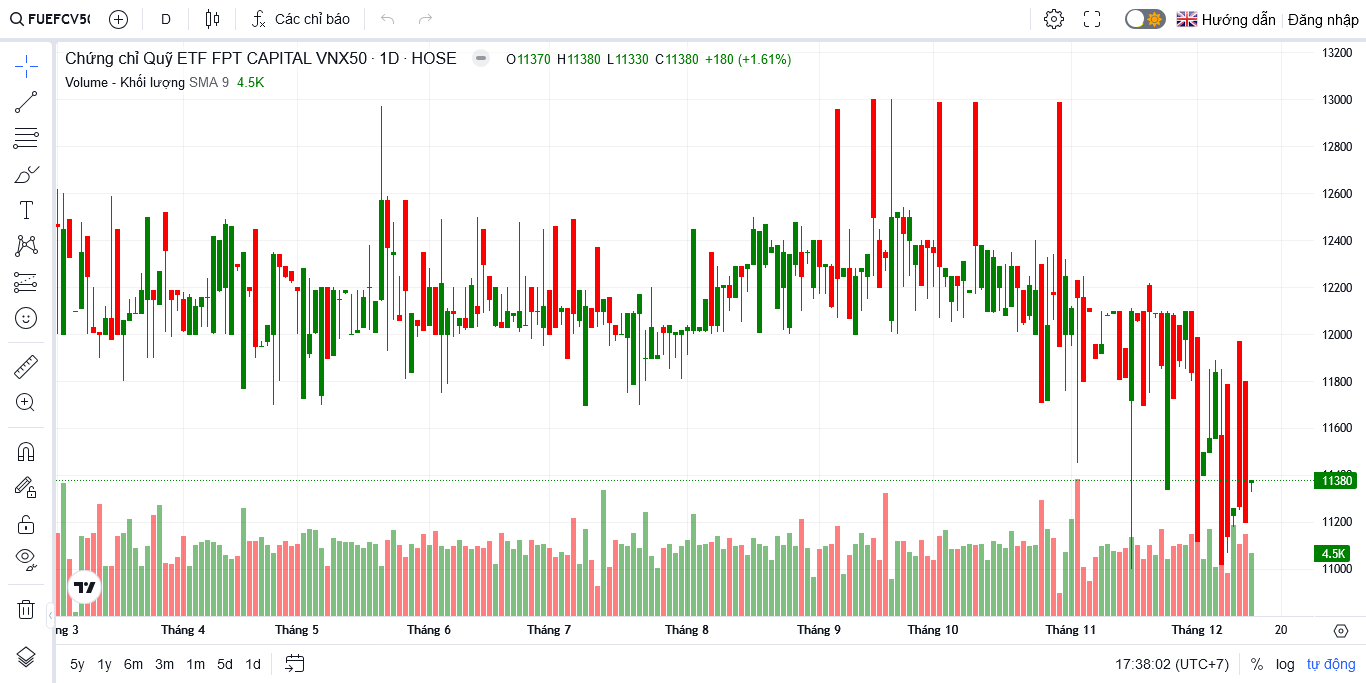 FUEFCV50 D Các chỉ báo Hướng dẫn Đăng nhập
Chứng chỉ Quỹ ETF FPT CAPITAL VNX50 · 1D · HOSE O11370 H11380 L11330 C11380 +180 (+1.61%)
Volume - Khối lượng SMA 9 4.5K
13200
13000
12800
12600
12400
12200
12000
11800
11600
11380
11200
4.5K
11000
ng 3 Tháng 4 Tháng 5 Tháng 6 Tháng 7 Tháng 8 Tháng 9 Tháng 10 Tháng 11 Tháng 12 20
5y 1y 6m 3m 1m 5d 1d 17:38:02 (UTC+7) % log tự động